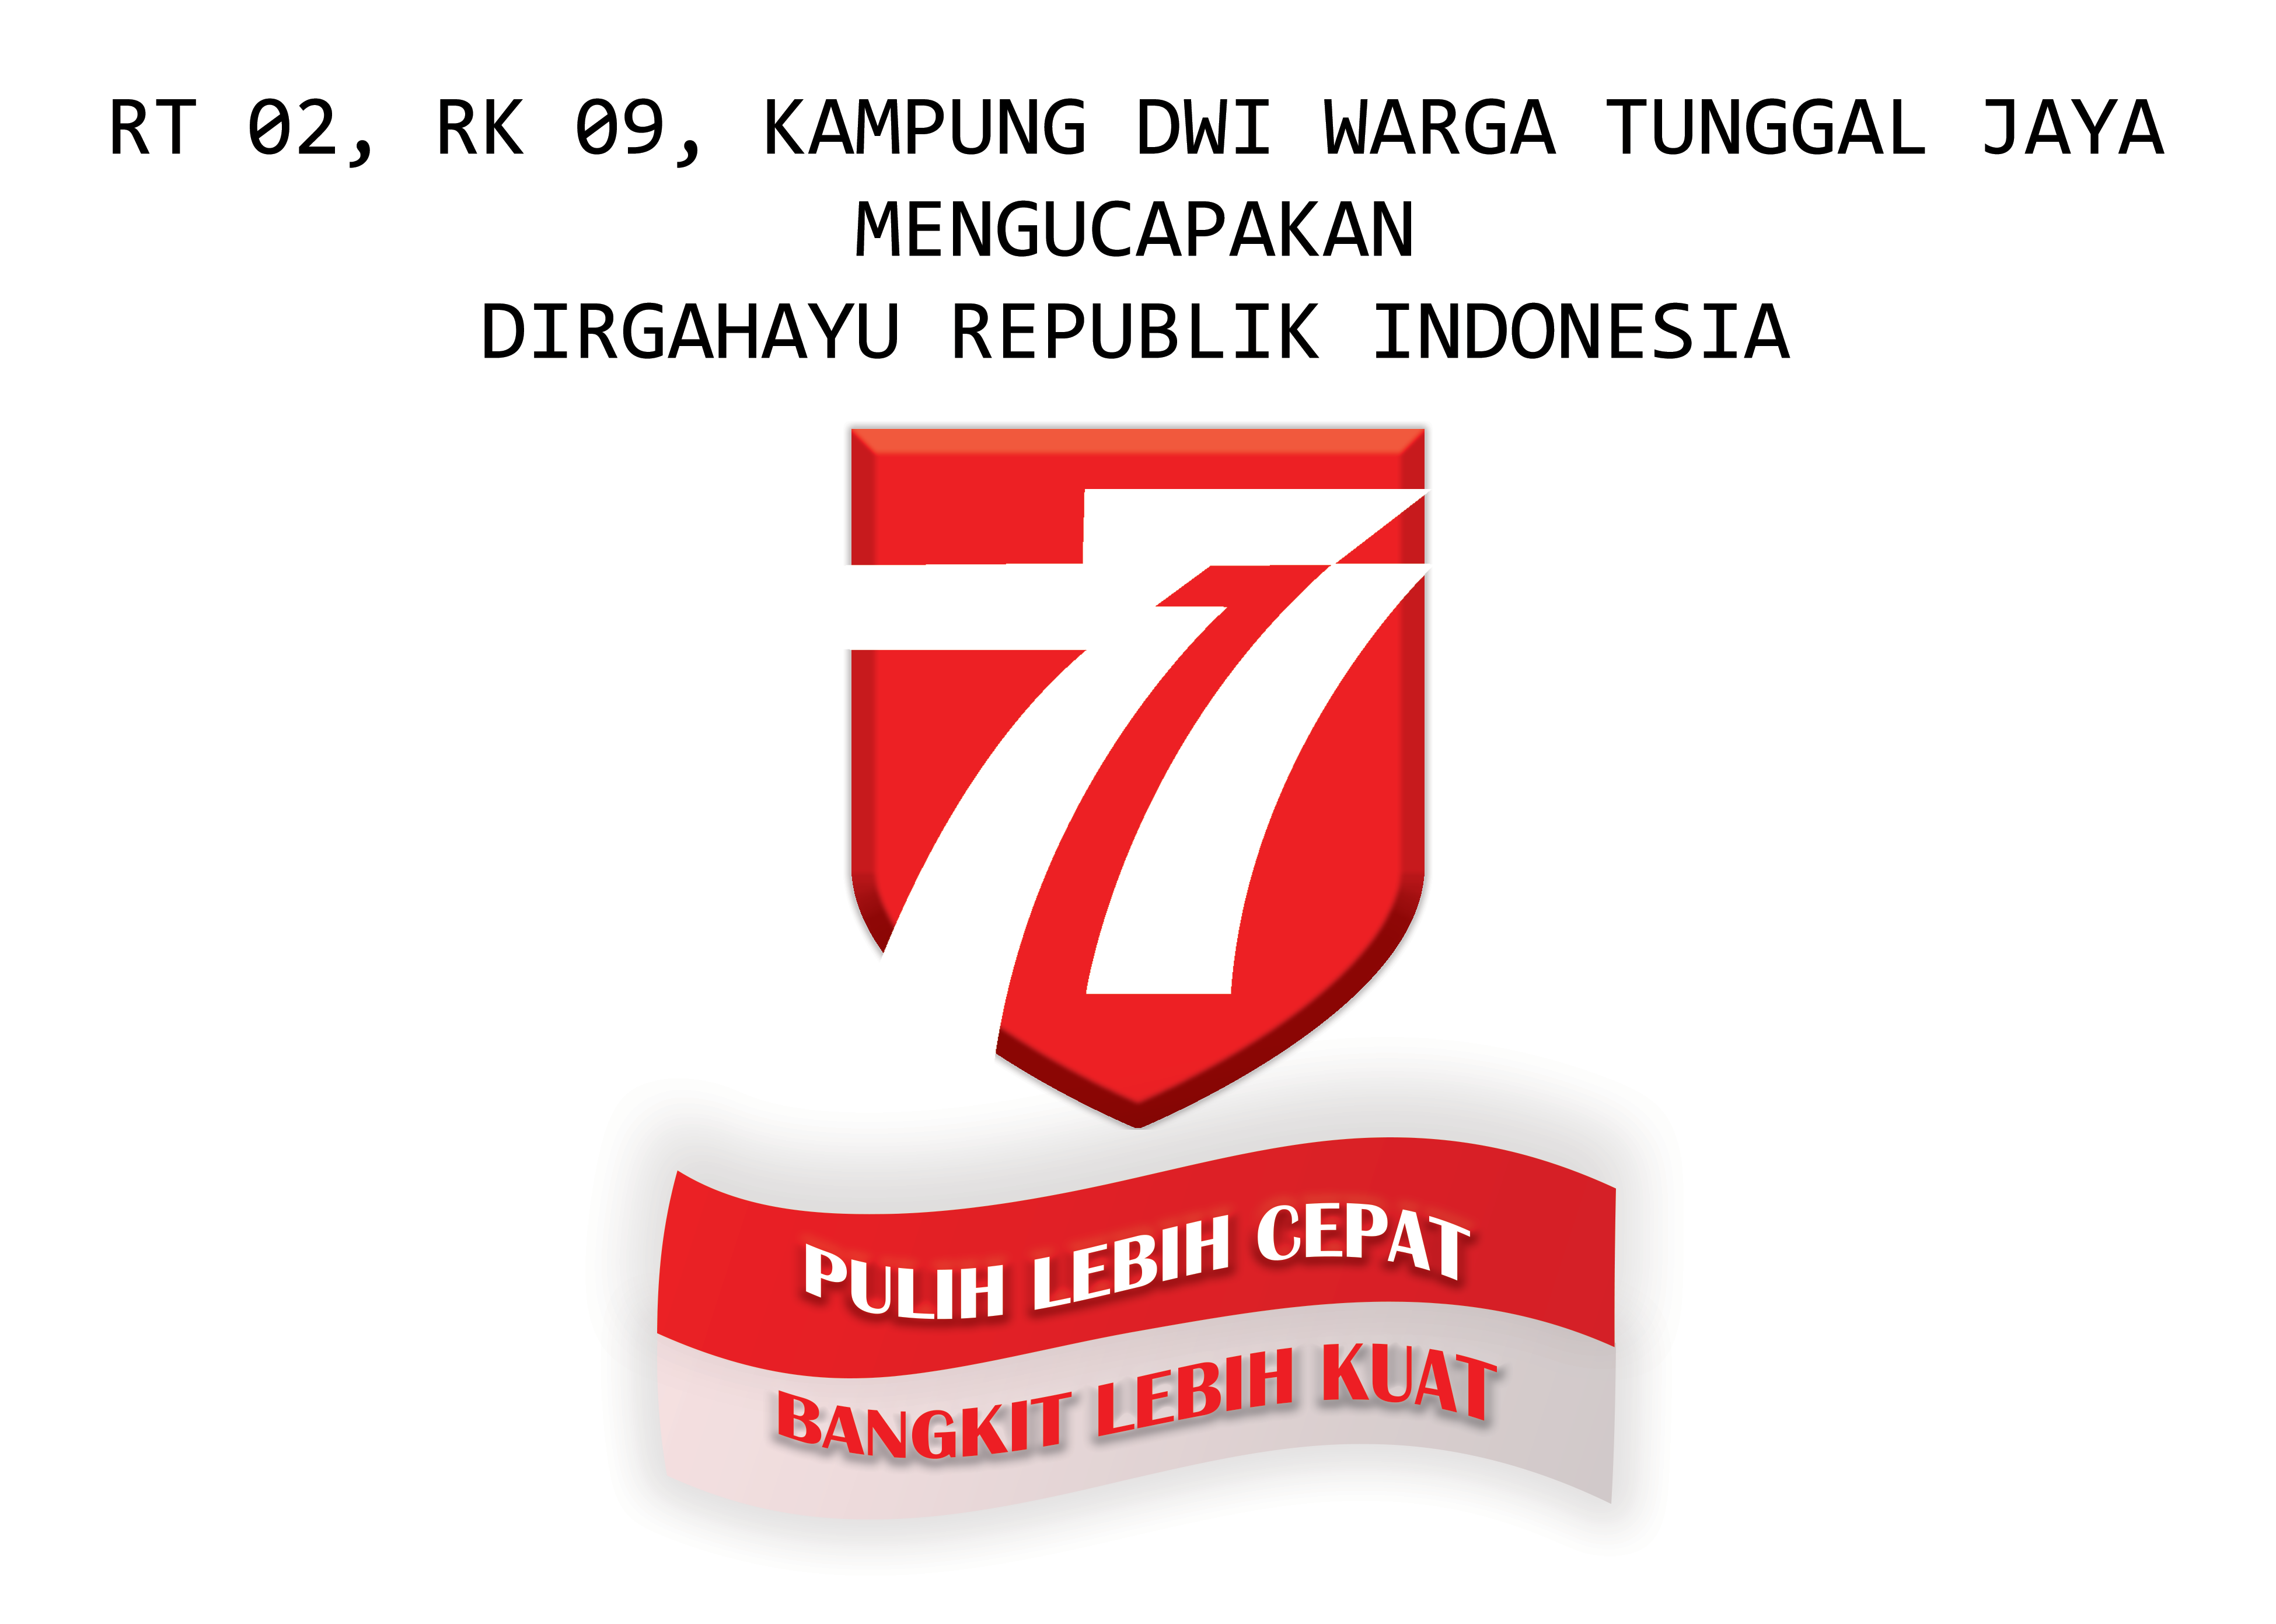 RT 02, RK 09, KAMPUNG DWI WARGA TUNGGAL JAYA
MENGUCAPAKAN
DIRGAHAYU REPUBLIK INDONESIA
77
PULIH LEBIH CEPAT
BANGKIT LEBIH KUAT